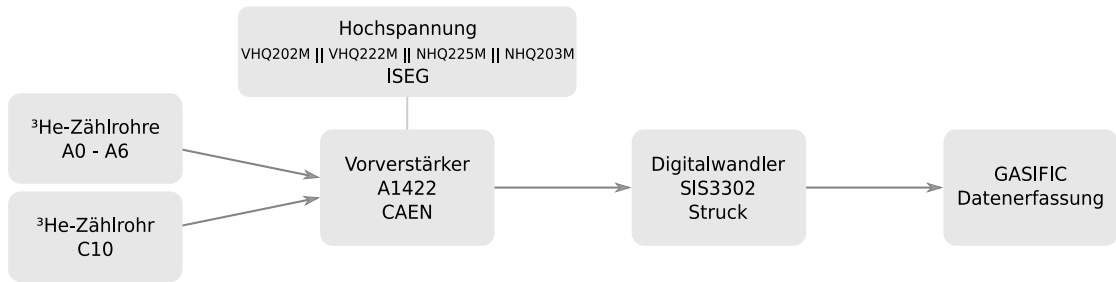 Hochspannung
VHQ202M || VHQ222M || NHQ225M || NHQ203M
ISEG
³He-Zählrohre
A0 - A6
³He-Zählrohr
C10
Vorverstärker
A1422
CAEN
Digitalwandler
SIS3302
Struck
GASIFIC
Datenerfassung